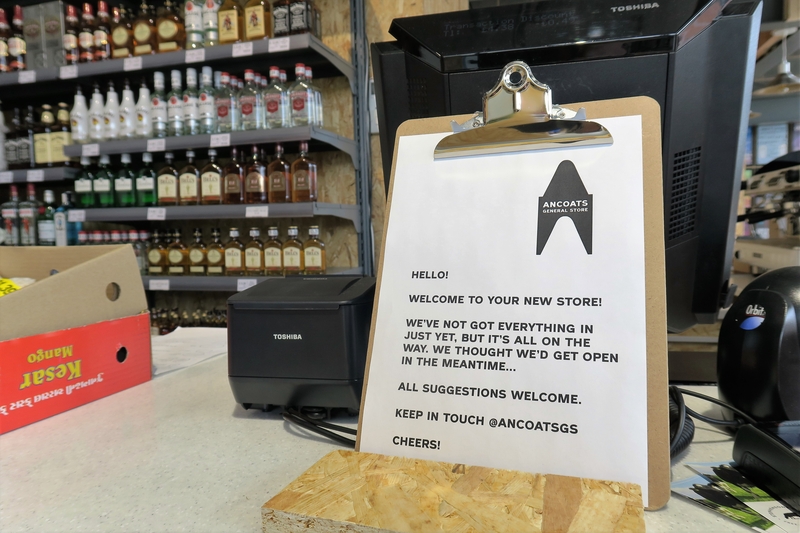 TOSHIBA
ANCOATS
GENERAL STORE
HELLO!
WELCOME TO YOUR NEW STORE!
WE'VE NOT GOT EVERYTHING IN
JUST YET, BUT IT'S ALL ON THE
WAY. WE THOUGHT WE'D GET OPEN
IN THE MEANTIME...
ALL SUGGESTIONS WELCOME.
KEEP IN TOUCH @ANCOATSGS
CHEERS!
TOSHIBA
Kesar
Mango
Orbit